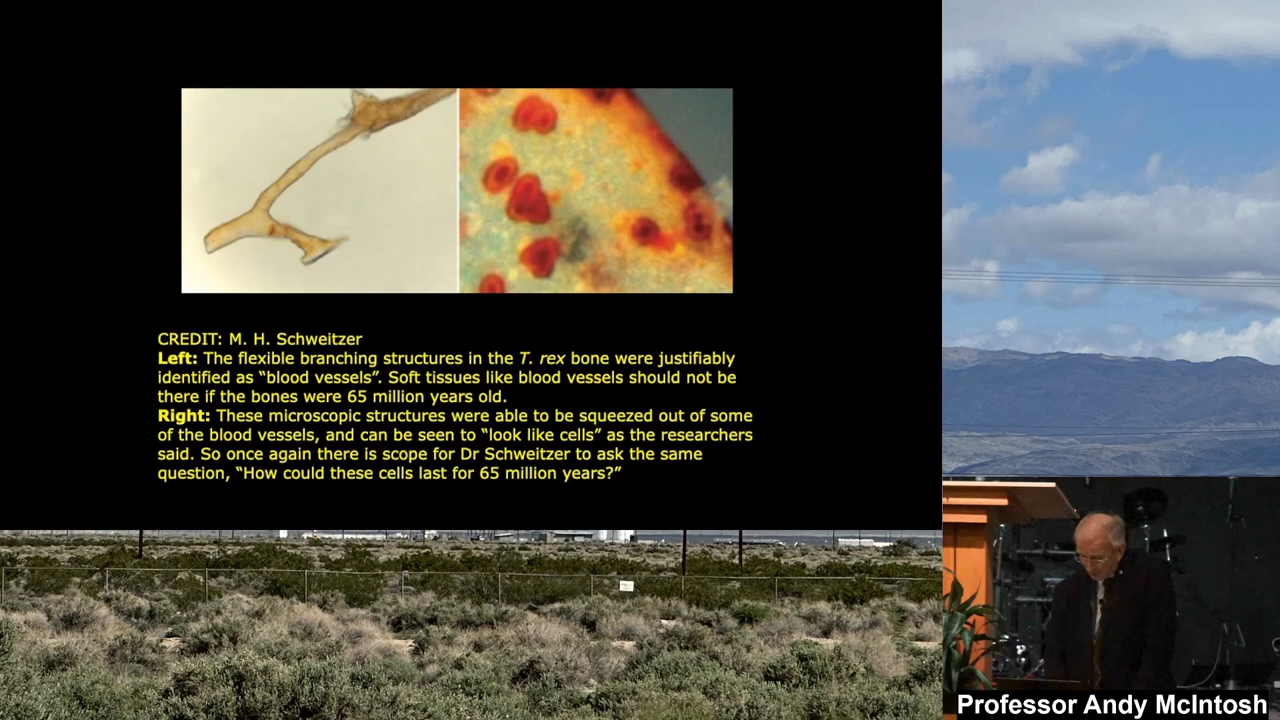 CREDIT: M. H. Schweitzer
Left: The flexible branching structures in the T. rex bone were justifiably
identified as “blood vessels”. Soft tissues like blood vessels should not be
there if the bones were 65 million years old.
Right: These microscopic structures were able to be squeezed out of some
of the blood vessels, and can be seen to “look like cells” as the researchers
said. So once again there is scope for Dr Schweitzer to ask the same
question, “How could these cells last for 65 million years?”
Professor Andy McIntosh